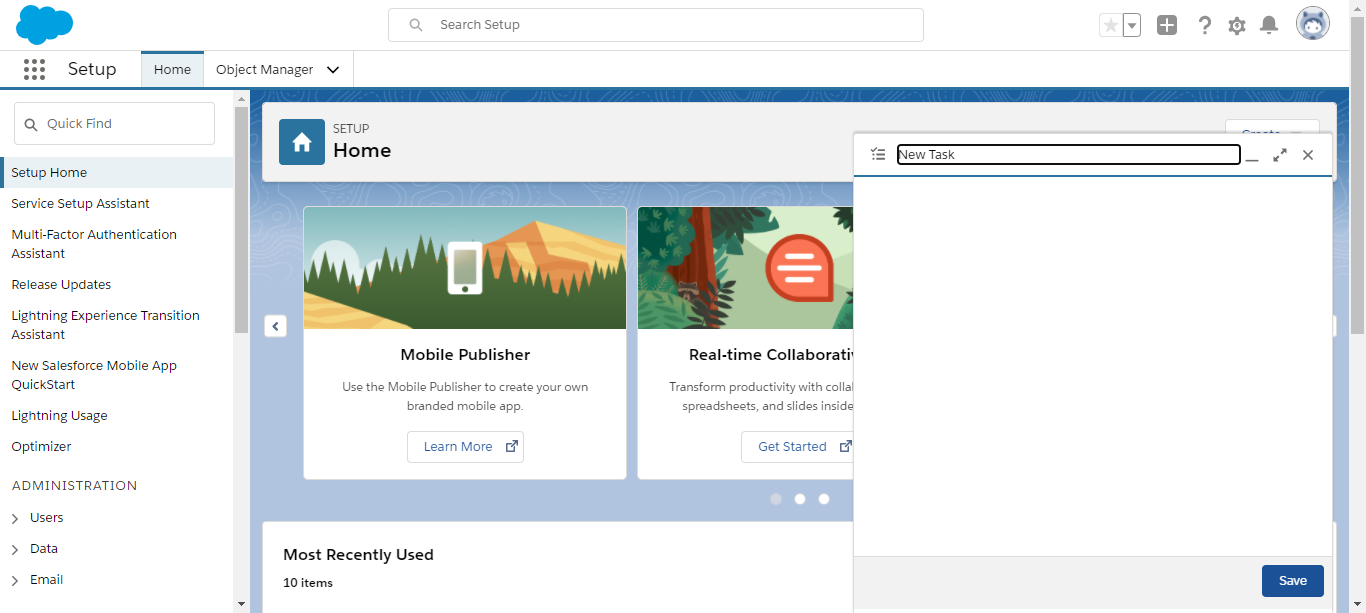 Search Setup
Setup
Home
Object Manager
Quick Find
Setup Home
Service Setup Assistant
Multi-Factor Authentication
Assistant
Release Updates
Lightning Experience Transition
Assistant
New Salesforce Mobile App
QuickStart
Lightning Usage
Optimizer
ADMINISTRATION
Users
Data
Email
SETUP
Home
Mobile Publisher
Use the Mobile Publisher to create your own
branded mobile app.
Learn More
Real-time Collaborativ
Transform productivity with colla
spreadsheets, and slides inside
Get Started
Most Recently Used
10 items
Create
New Task
Save